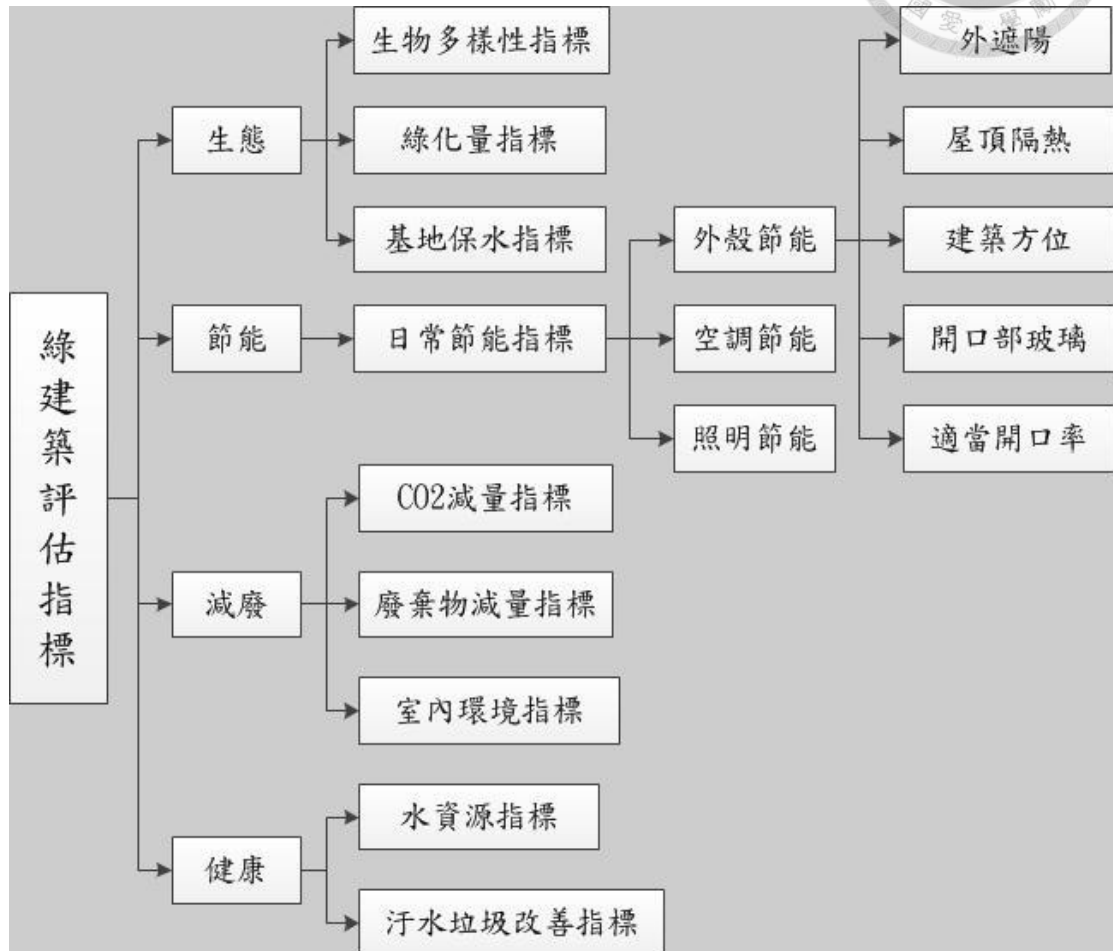 綠建築評估指標
生態
生物多樣性指標
綠化量指標
基地保水指標
節能
日常節能指標
外殼節能
外遮陽
屋頂隔熱
建築方位
開口部玻璃
適當開口率
空調節能
照明節能
減廢
CO2減量指標
廢棄物減量指標
室內環境指標
健康
水資源指標
汙水垃圾改善指標